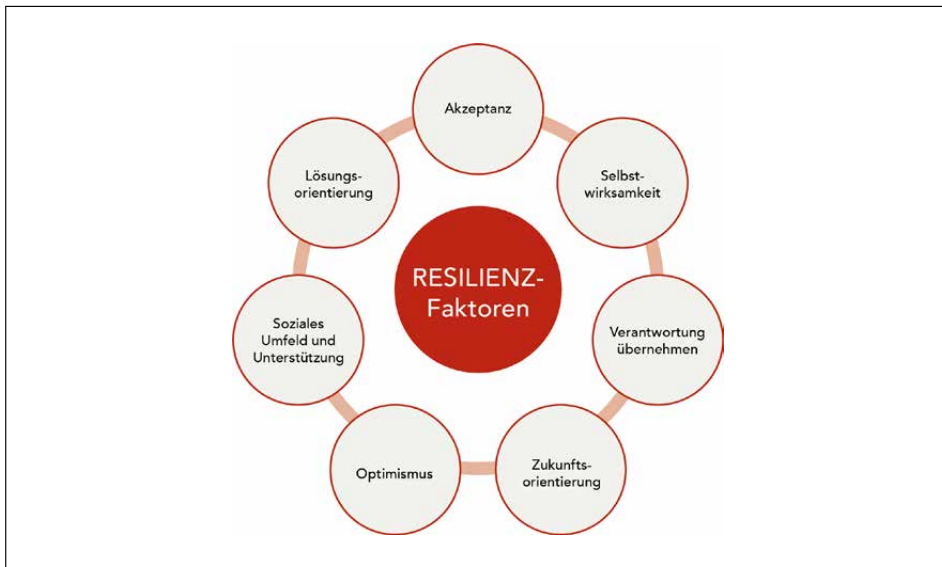 Akzeptanz
Selbst-
wirksamkeit
Verantwortung
übernehmen
Zukunfts-
orientierung
Optimismus
Soziales
Umfeld und
Unterstützung
Lösungs-
orientierung
RESILIENZ-
Faktoren